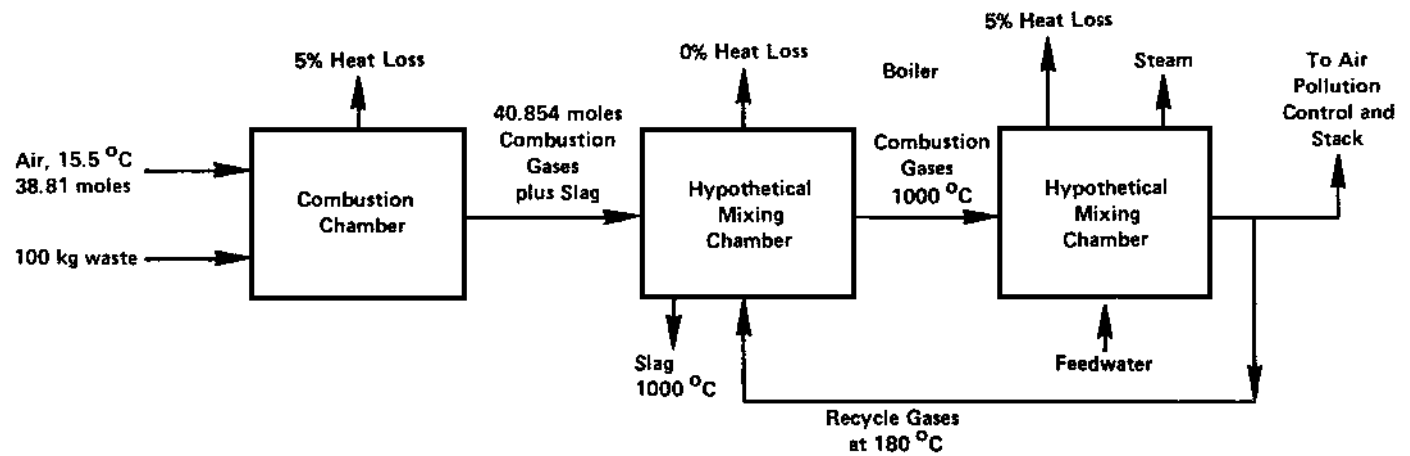 5% Heat Loss
0% Heat Loss
5% Heat Loss
Boiler
Steam
To Air
Pollution
Control and
Stack
Air, 15.5 °C
38.81 moles
100 kg waste
Combustion
Chamber
40.854 moles
Combustion
Gases
plus Slag
Hypothetical
Mixing
Chamber
Combustion
Gases
1000 °C
Hypothetical
Mixing
Chamber
Slag
1000 °C
Feedwater
Recycle Gases
at 180 °C